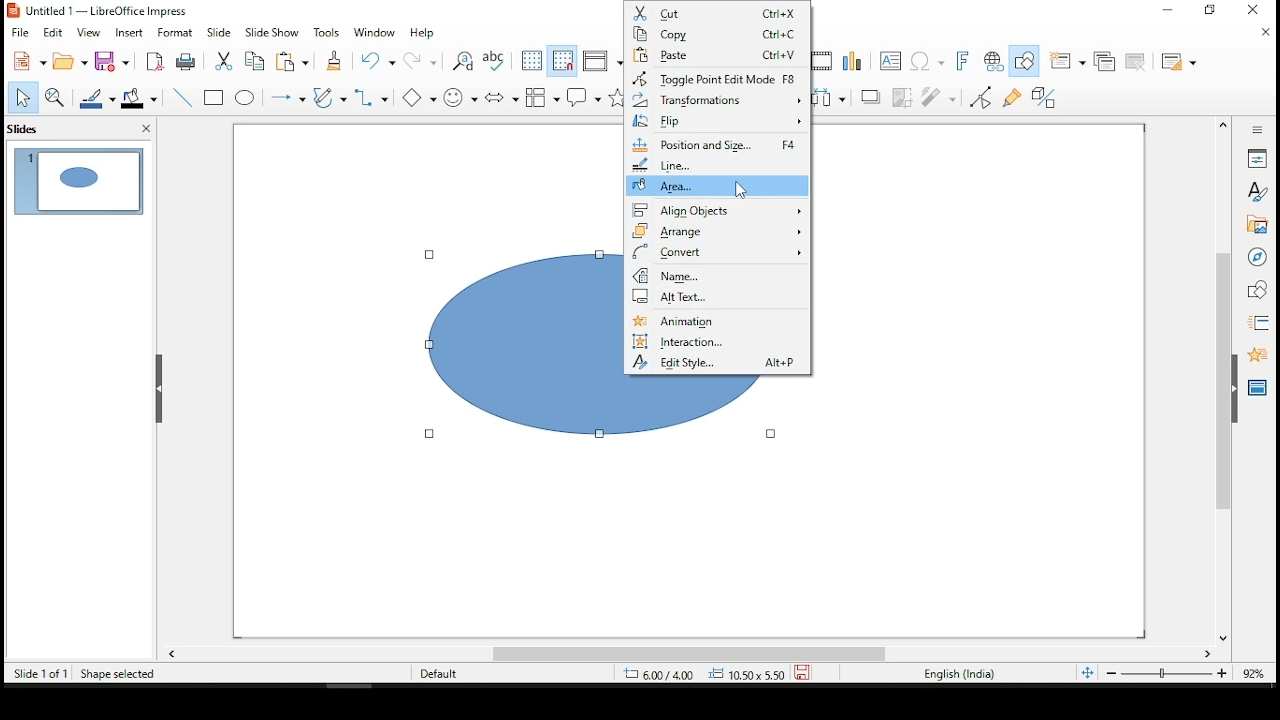 Untitled 1 — LibreOffice Impress
File Edit View Insert Format Slide Slide Show Tools Window Help
Slides
1
Cut Ctrl+X
Copy Ctrl+C
Paste Ctrl+V
Toggle Point Edit Mode F8
Transformations
Flip
Position and Size... F4
Line...
Area...
Align Objects
Arrange
Convert
Name...
Alt Text...
Animation
Interaction...
Edit Style... Alt+P
Slide 1 of 1 Shape selected Default 6.00 / 4.00 10.50 x 5.50 English (India) 92%